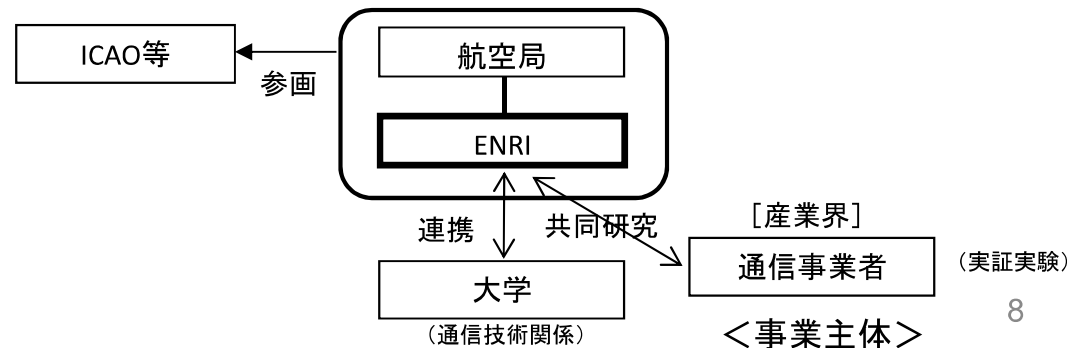 ICAO等
参画
航空局
ENRI
連携
共同研究
[産業界]
通信事業者
（実証実験）
大学
（通信技術関係）
＜事業主体＞
8